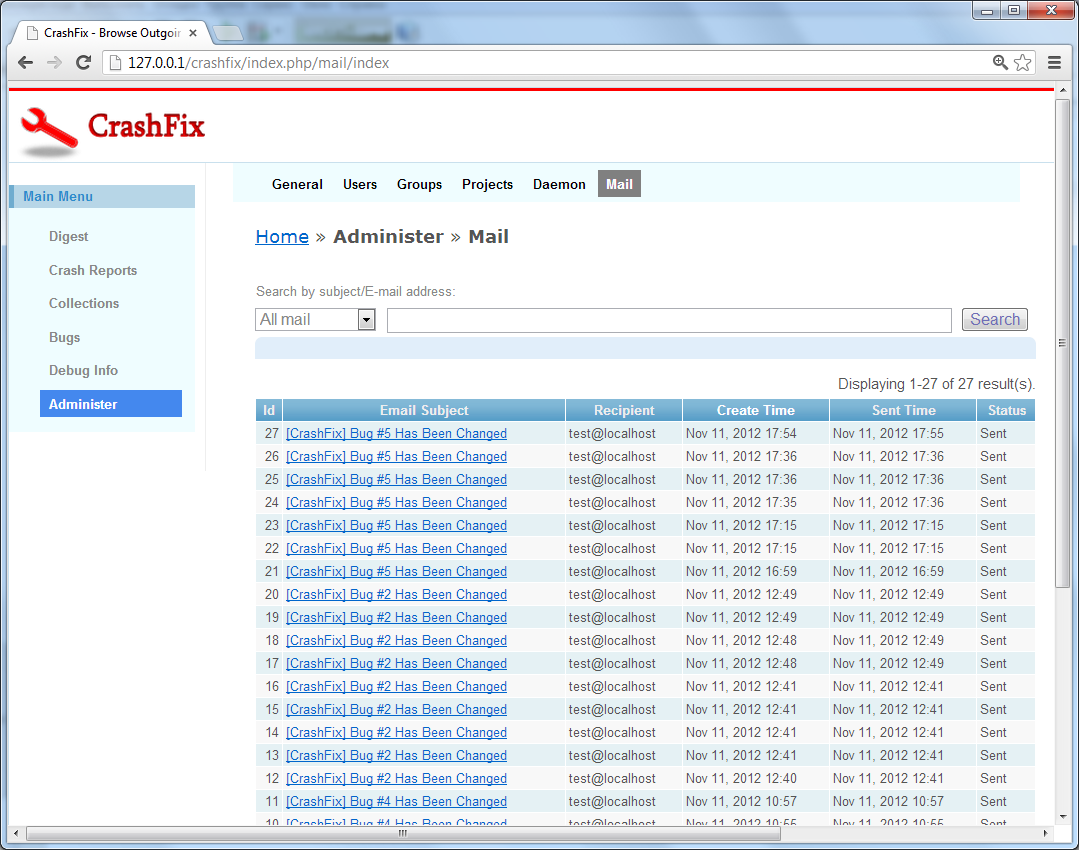 CrashFix - Browse Outgoin
127.0.0.1/crashfix/index.php/mail/index
CrashFix
General Users Groups Projects Daemon Mail
Main Menu
Digest
Crash Reports
Collections
Bugs
Debug Info
Administer
Home » Administer » Mail
Search by subject/E-mail address:
All mail Search
Displaying 1-27 of 27 result(s).
Id Email Subject Recipient Create Time Sent Time Status
27 [CrashFix] Bug #5 Has Been Changed test@localhost Nov 11, 2012 17:54 Nov 11, 2012 17:55 Sent
26 [CrashFix] Bug #5 Has Been Changed test@localhost Nov 11, 2012 17:36 Nov 11, 2012 17:36 Sent
25 [CrashFix] Bug #5 Has Been Changed test@localhost Nov 11, 2012 17:36 Nov 11, 2012 17:36 Sent
24 [CrashFix] Bug #5 Has Been Changed test@localhost Nov 11, 2012 17:35 Nov 11, 2012 17:36 Sent
23 [CrashFix] Bug #5 Has Been Changed test@localhost Nov 11, 2012 17:15 Nov 11, 2012 17:15 Sent
22 [CrashFix] Bug #5 Has Been Changed test@localhost Nov 11, 2012 17:15 Nov 11, 2012 17:15 Sent
21 [CrashFix] Bug #5 Has Been Changed test@localhost Nov 11, 2012 16:59 Nov 11, 2012 16:59 Sent
20 [CrashFix] Bug #2 Has Been Changed test@localhost Nov 11, 2012 12:49 Nov 11, 2012 12:49 Sent
19 [CrashFix] Bug #2 Has Been Changed test@localhost Nov 11, 2012 12:49 Nov 11, 2012 12:49 Sent
18 [CrashFix] Bug #2 Has Been Changed test@localhost Nov 11, 2012 12:48 Nov 11, 2012 12:49 Sent
17 [CrashFix] Bug #2 Has Been Changed test@localhost Nov 11, 2012 12:48 Nov 11, 2012 12:49 Sent
16 [CrashFix] Bug #2 Has Been Changed test@localhost Nov 11, 2012 12:41 Nov 11, 2012 12:41 Sent
15 [CrashFix] Bug #2 Has Been Changed test@localhost Nov 11, 2012 12:41 Nov 11, 2012 12:41 Sent
14 [CrashFix] Bug #2 Has Been Changed test@localhost Nov 11, 2012 12:41 Nov 11, 2012 12:41 Sent
13 [CrashFix] Bug #2 Has Been Changed test@localhost Nov 11, 2012 12:41 Nov 11, 2012 12:41 Sent
12 [CrashFix] Bug #2 Has Been Changed test@localhost Nov 11, 2012 12:40 Nov 11, 2012 12:41 Sent
11 [CrashFix] Bug #4 Has Been Changed test@localhost Nov 11, 2012 10:57 Nov 11, 2012 10:57 Sent
10 [CrashFix] Bug #4 Has Been Changed test@localhost Nov 11, 2012 Nov 11, 2012 Sent